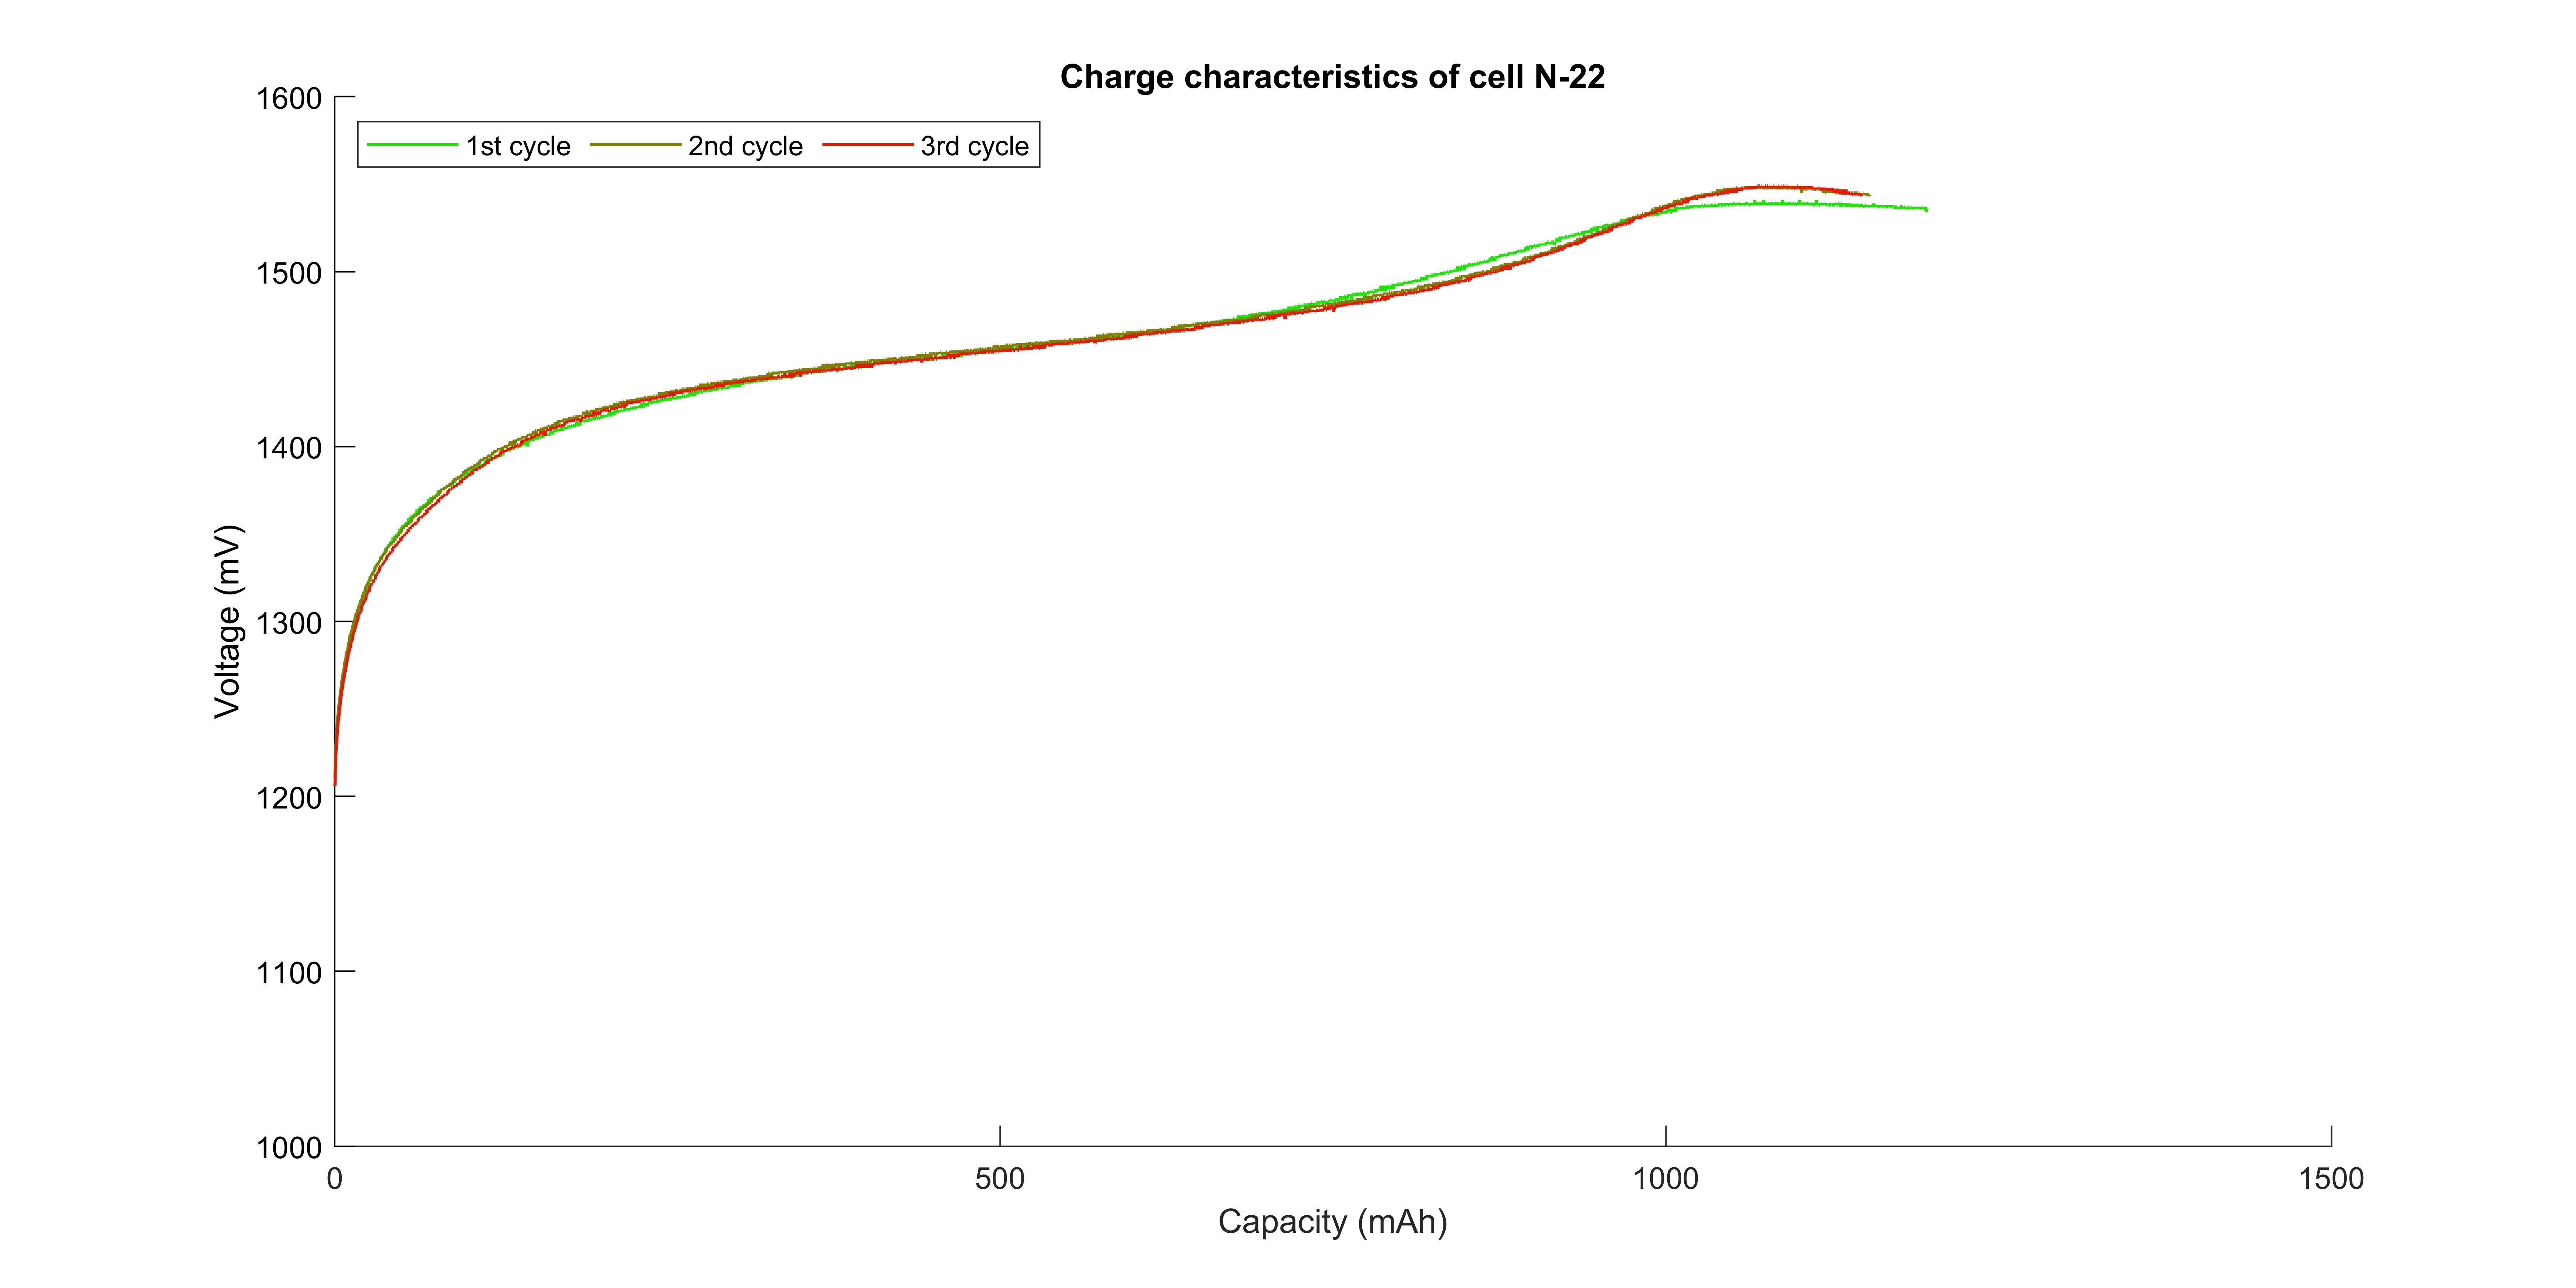 Charge characteristics of cell N-22
1600
1st cycle 2nd cycle 3rd cycle
1500
1400
1300
Voltage (mV)
1200
1100
1000
0 500 1000 1500
Capacity (mAh)